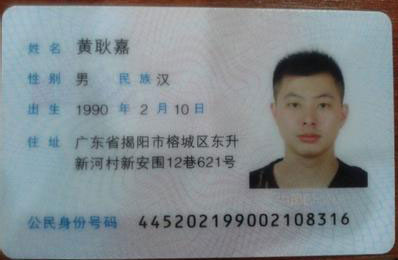 姓名 黄耿嘉
性别 男 民族 汉
出生 1990 年 2 月 10 日
住址 广东省揭阳市榕城区东升
新河村新安围12巷621号
公民身份号码 445202199002108316